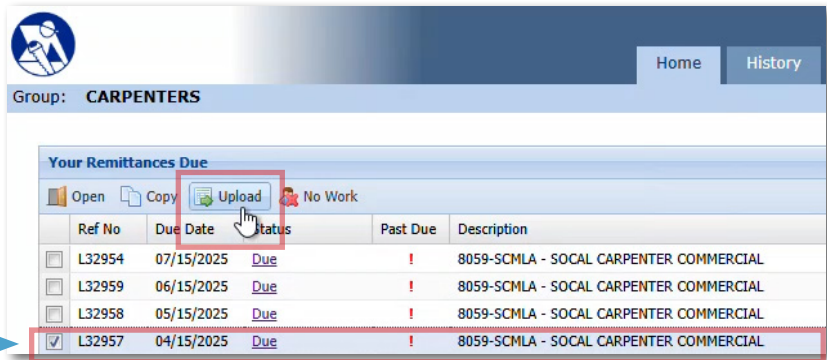 Home History
Group: CARPENTERS
Your Remittances Due
Open Copy Upload No Work
Ref No Due Date Status Past Due Description
L32954 07/15/2025 Due ! 8059-SCMLA - SOCAL CARPENTER COMMERCIAL
L32959 06/15/2025 Due ! 8059-SCMLA - SOCAL CARPENTER COMMERCIAL
L32958 05/15/2025 Due ! 8059-SCMLA - SOCAL CARPENTER COMMERCIAL
L32957 04/15/2025 Due ! 8059-SCMLA - SOCAL CARPENTER COMMERCIAL